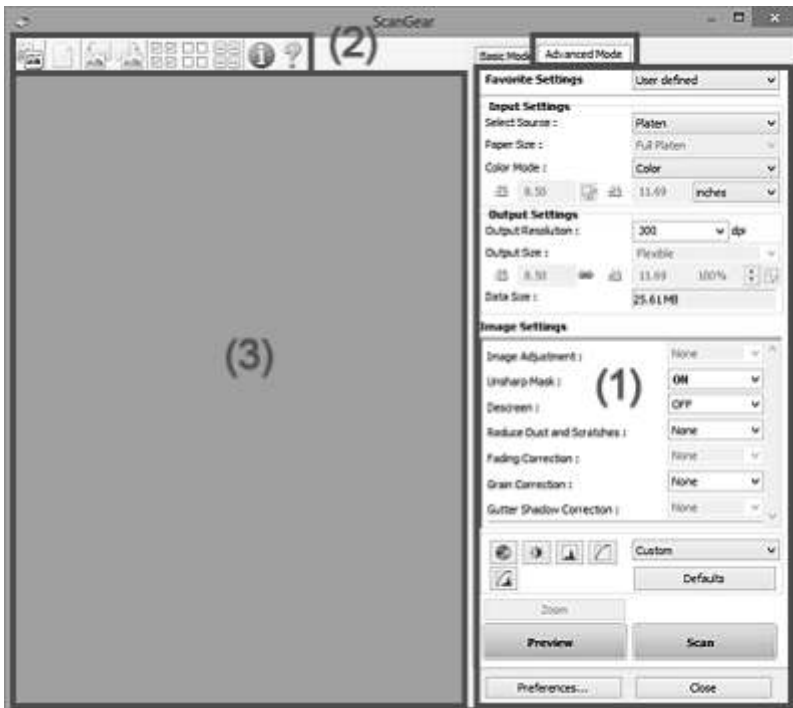 ScanGear
(2)
Basic Mode Advanced Mode
Favorite Settings User defined
Input Settings
Select Source : Platen
Paper Size : Full Platen
Color Mode : Color
8.50 11.69 inches
Output Settings
Output Resolution : 300 dpi
Output Size : Flexible
8.50 11.69 100%
Data Size : 25.61MB
Image Settings
(3)
(1)
Image Adjustment : None
Unsharp Mask : ON
Descreen : OFF
Reduce Dust and Scratches : None
Fading Correction : None
Grain Correction : None
Gutter Shadow Correction : None
Custom
Defaults
Zoom
Preview Scan
Preferences... Close